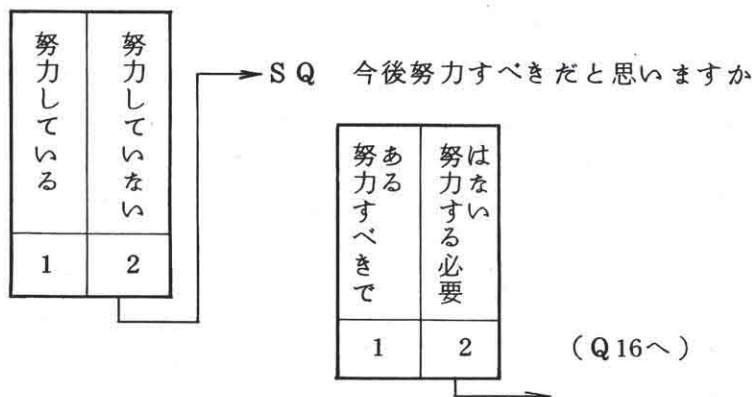 努力している
努力していない
1
2
SQ 今後努力すべきだと思いますか
努力すべきで
ある
努力する必要
はない
1
2
(Q16へ)